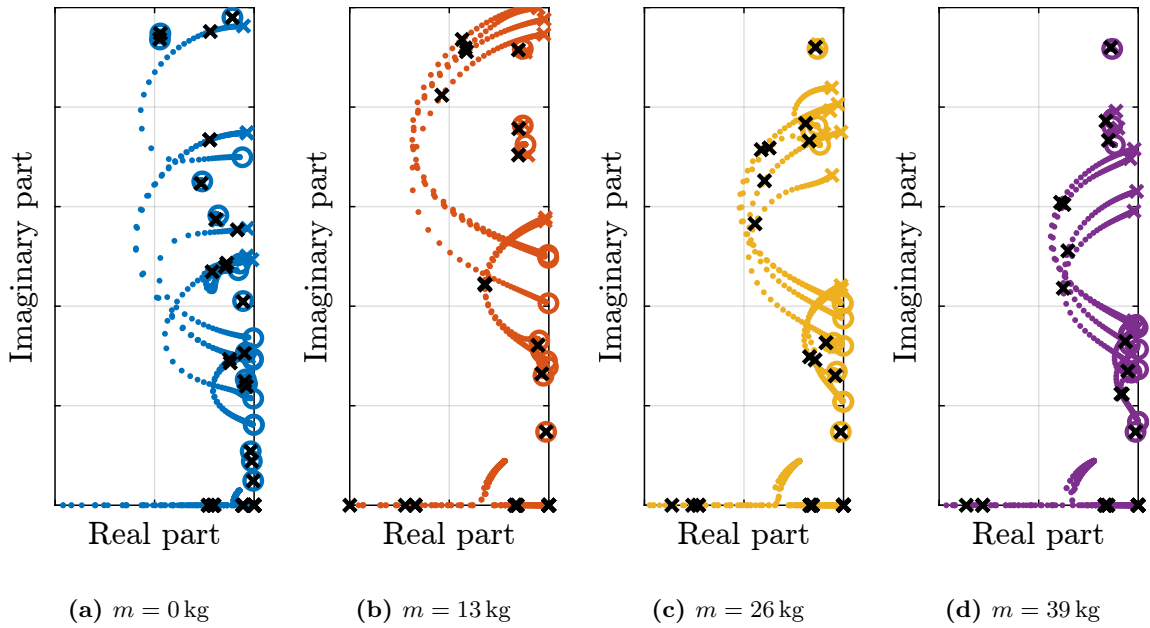 Imaginary part
Real part
Imaginary part
Real part
Imaginary part
Real part
Imaginary part
Real part
(a) m = 0 kg
(b) m = 13 kg
(c) m = 26 kg
(d) m = 39 kg